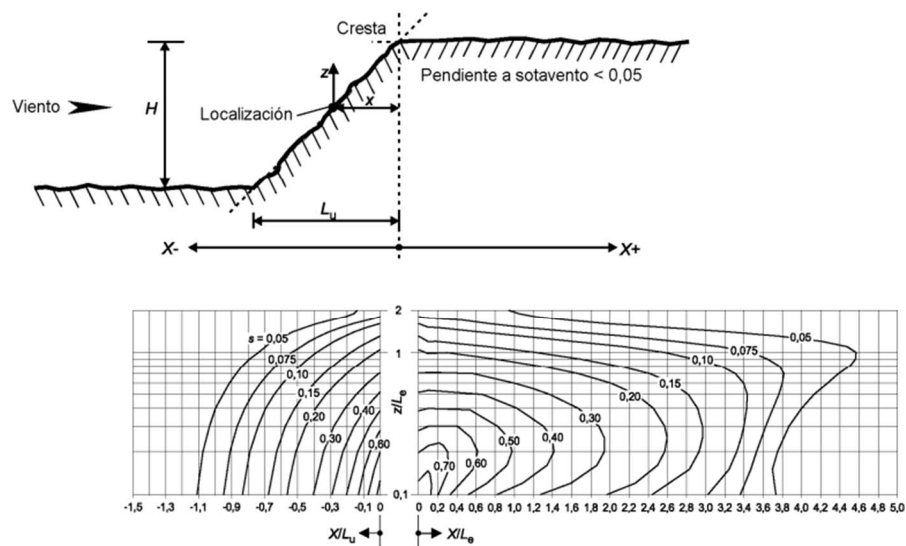 Cresta
Pendiente a sotavento < 0,05
z
x
Viento
H
Localización
L_u
X-
X+
2
s = 0,05
0,075
0,10
0,15
0,20
0,30
0,40
0,60
1
z/L_e
0,1
0,05
0,075
0,10
0,15
0,20
0,30
0,40
0,50
0,60
0,70
-1,5 -1,3 -1,1 -0,9 -0,7 -0,5 -0,3 -0,1 0 0 0,2 0,4 0,6 0,8 1,0 1,2 1,4 1,6 1,8 2,0 2,2 2,4 2,6 2,8 3,0 3,2 3,4 3,6 3,8 4,0 4,2 4,4 4,6 4,8 5,0
X/L_u X/L_e